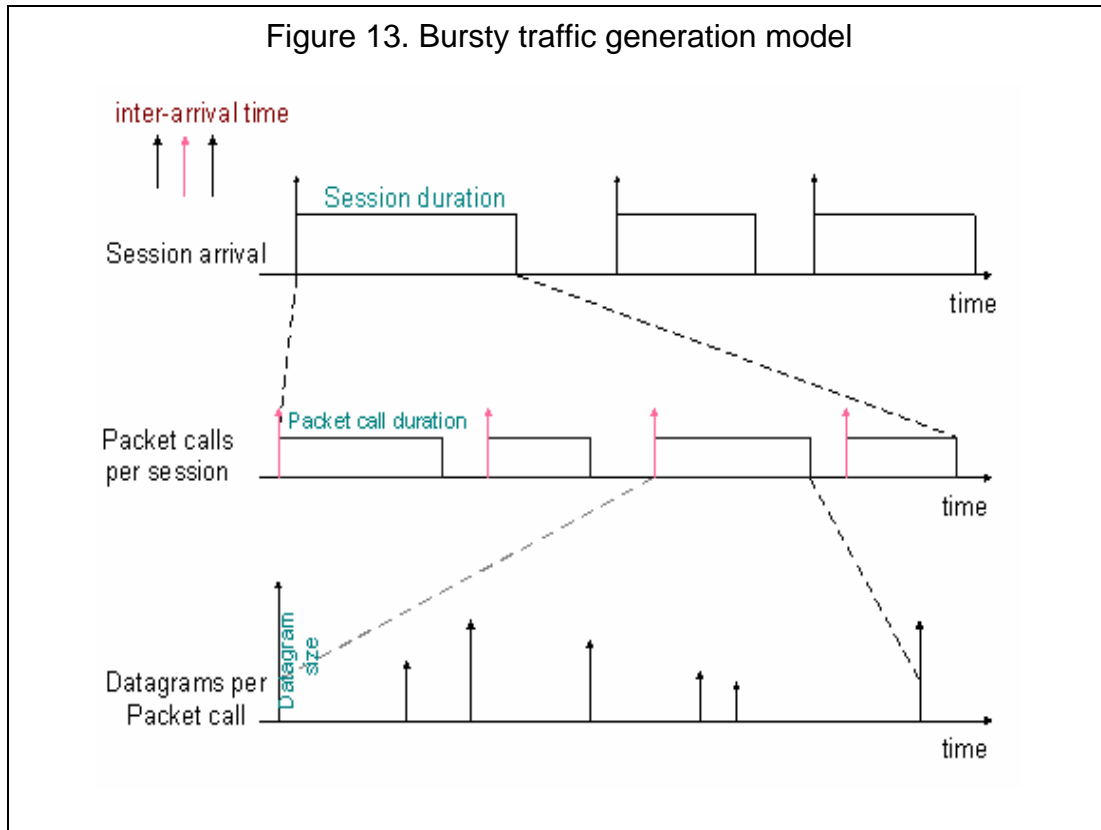 Figure 13. Bursty traffic generation model
inter-arrival time
Session duration
Session arrival
time
Packet call duration
Packet calls
per session
time
Datagram
size
Datagrams per
Packet call
time